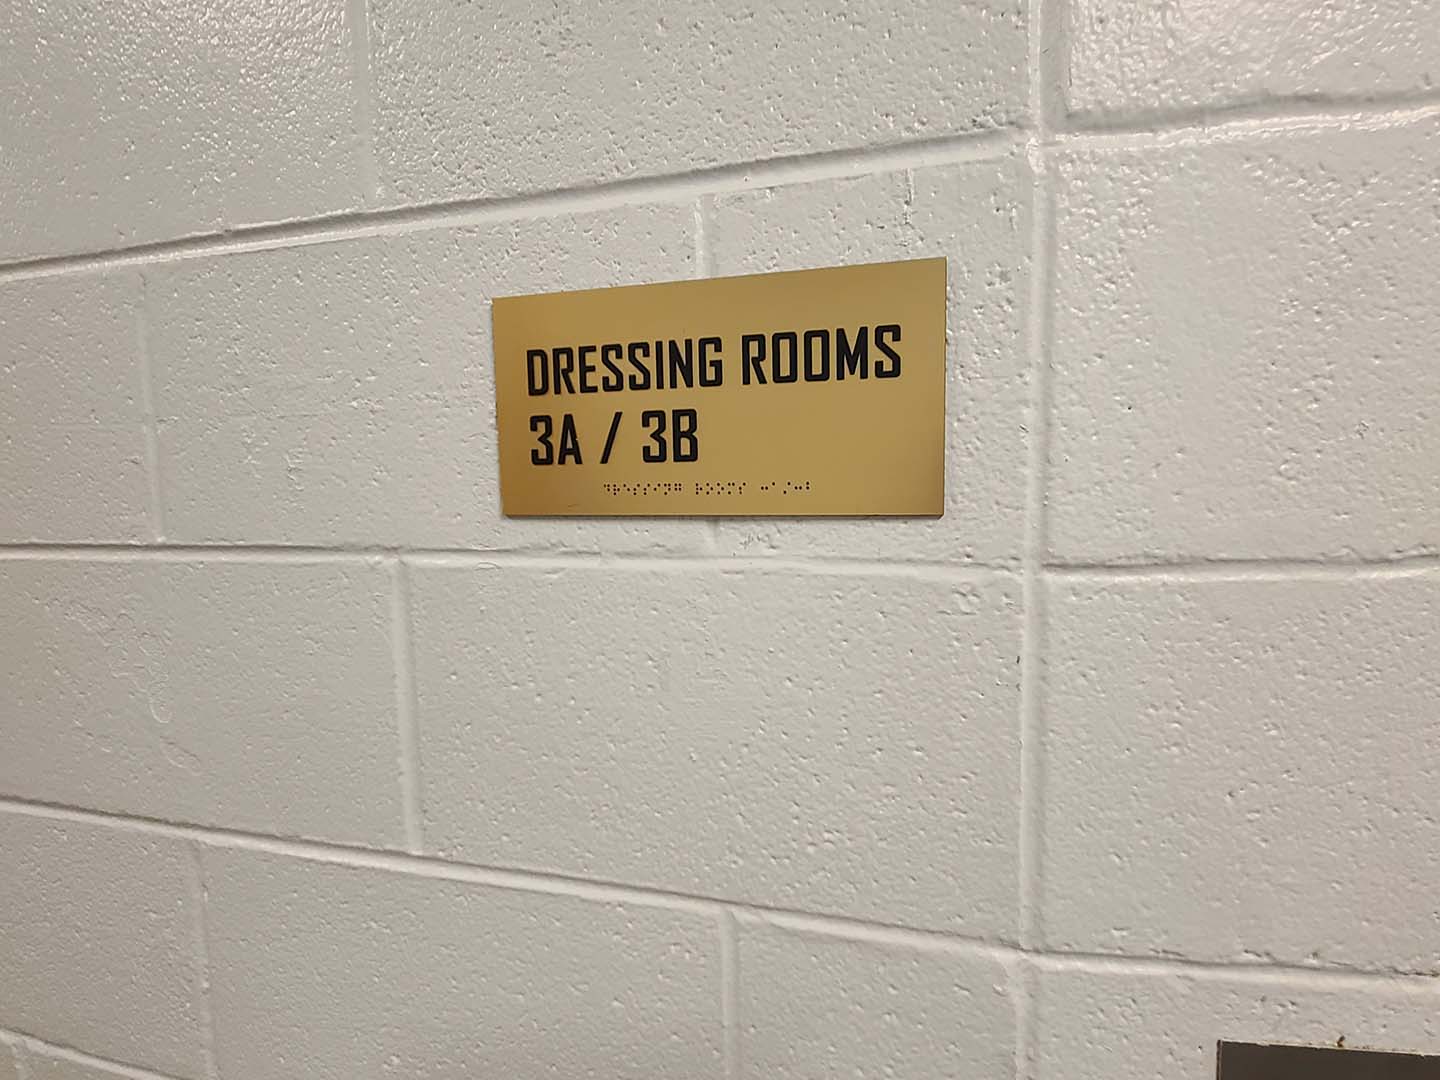 DRESSING ROOMS
3A / 3B
⠙⠗⠑⠎⠎⠊⠝⠛ ⠗⠕⠕⠍⠎ ⠒⠁⠌⠒⠃